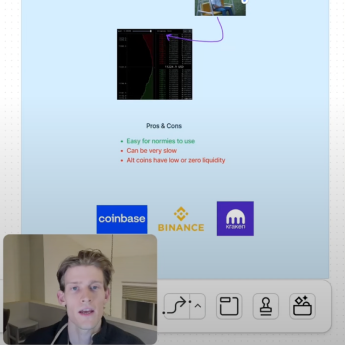 Pros & Cons
Easy for normies to use
Can be very slow
Alt coins have low or zero liquidity
coinbase
BINANCE
kraken